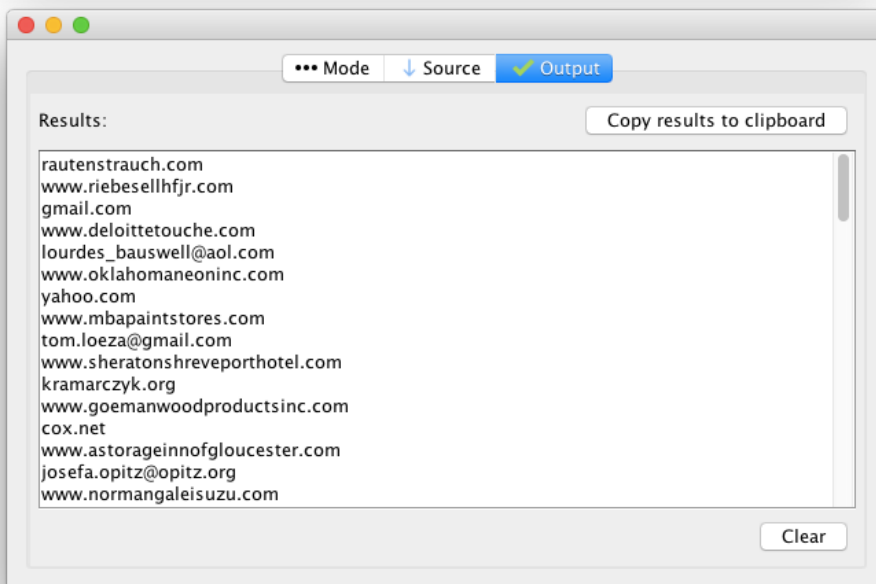 ••• Mode
Source
Output
Results:
Copy results to clipboard
rautenstrauch.com
www.riebesellhfjr.com
gmail.com
www.deloittetouche.com
lourdes_bauswell@aol.com
www.oklahomaneoninc.com
yahoo.com
www.mbapaintstores.com
tom.loeza@gmail.com
www.sheratonshreveporthotel.com
kramarczyk.org
www.goemanwoodproductsinc.com
cox.net
www.astorageinnofgloucester.com
josefa.opitz@opitz.org
www.normangaleisuzu.com
Clear